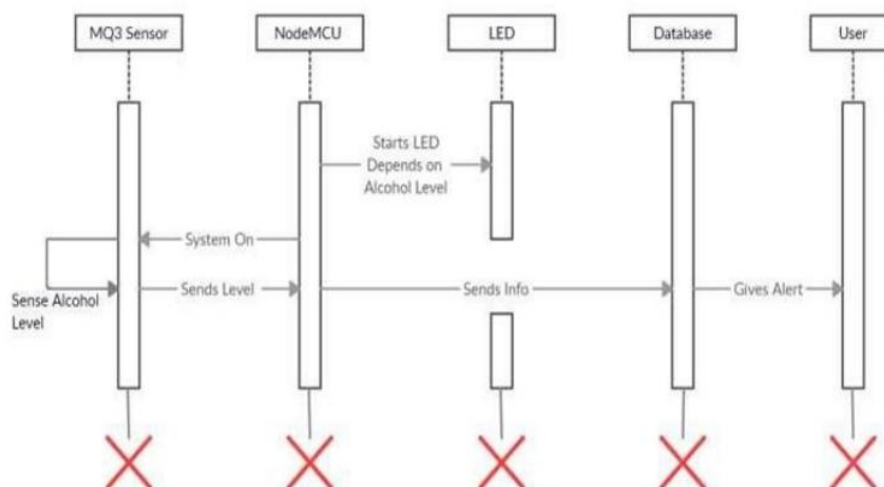 MQ3 Sensor
NodeMCU
LED
Database
User
Starts LED
Depends on
Alcohol Level
System On
Sense Alcohol
Level
Sends Level
Sends Info
Gives Alert